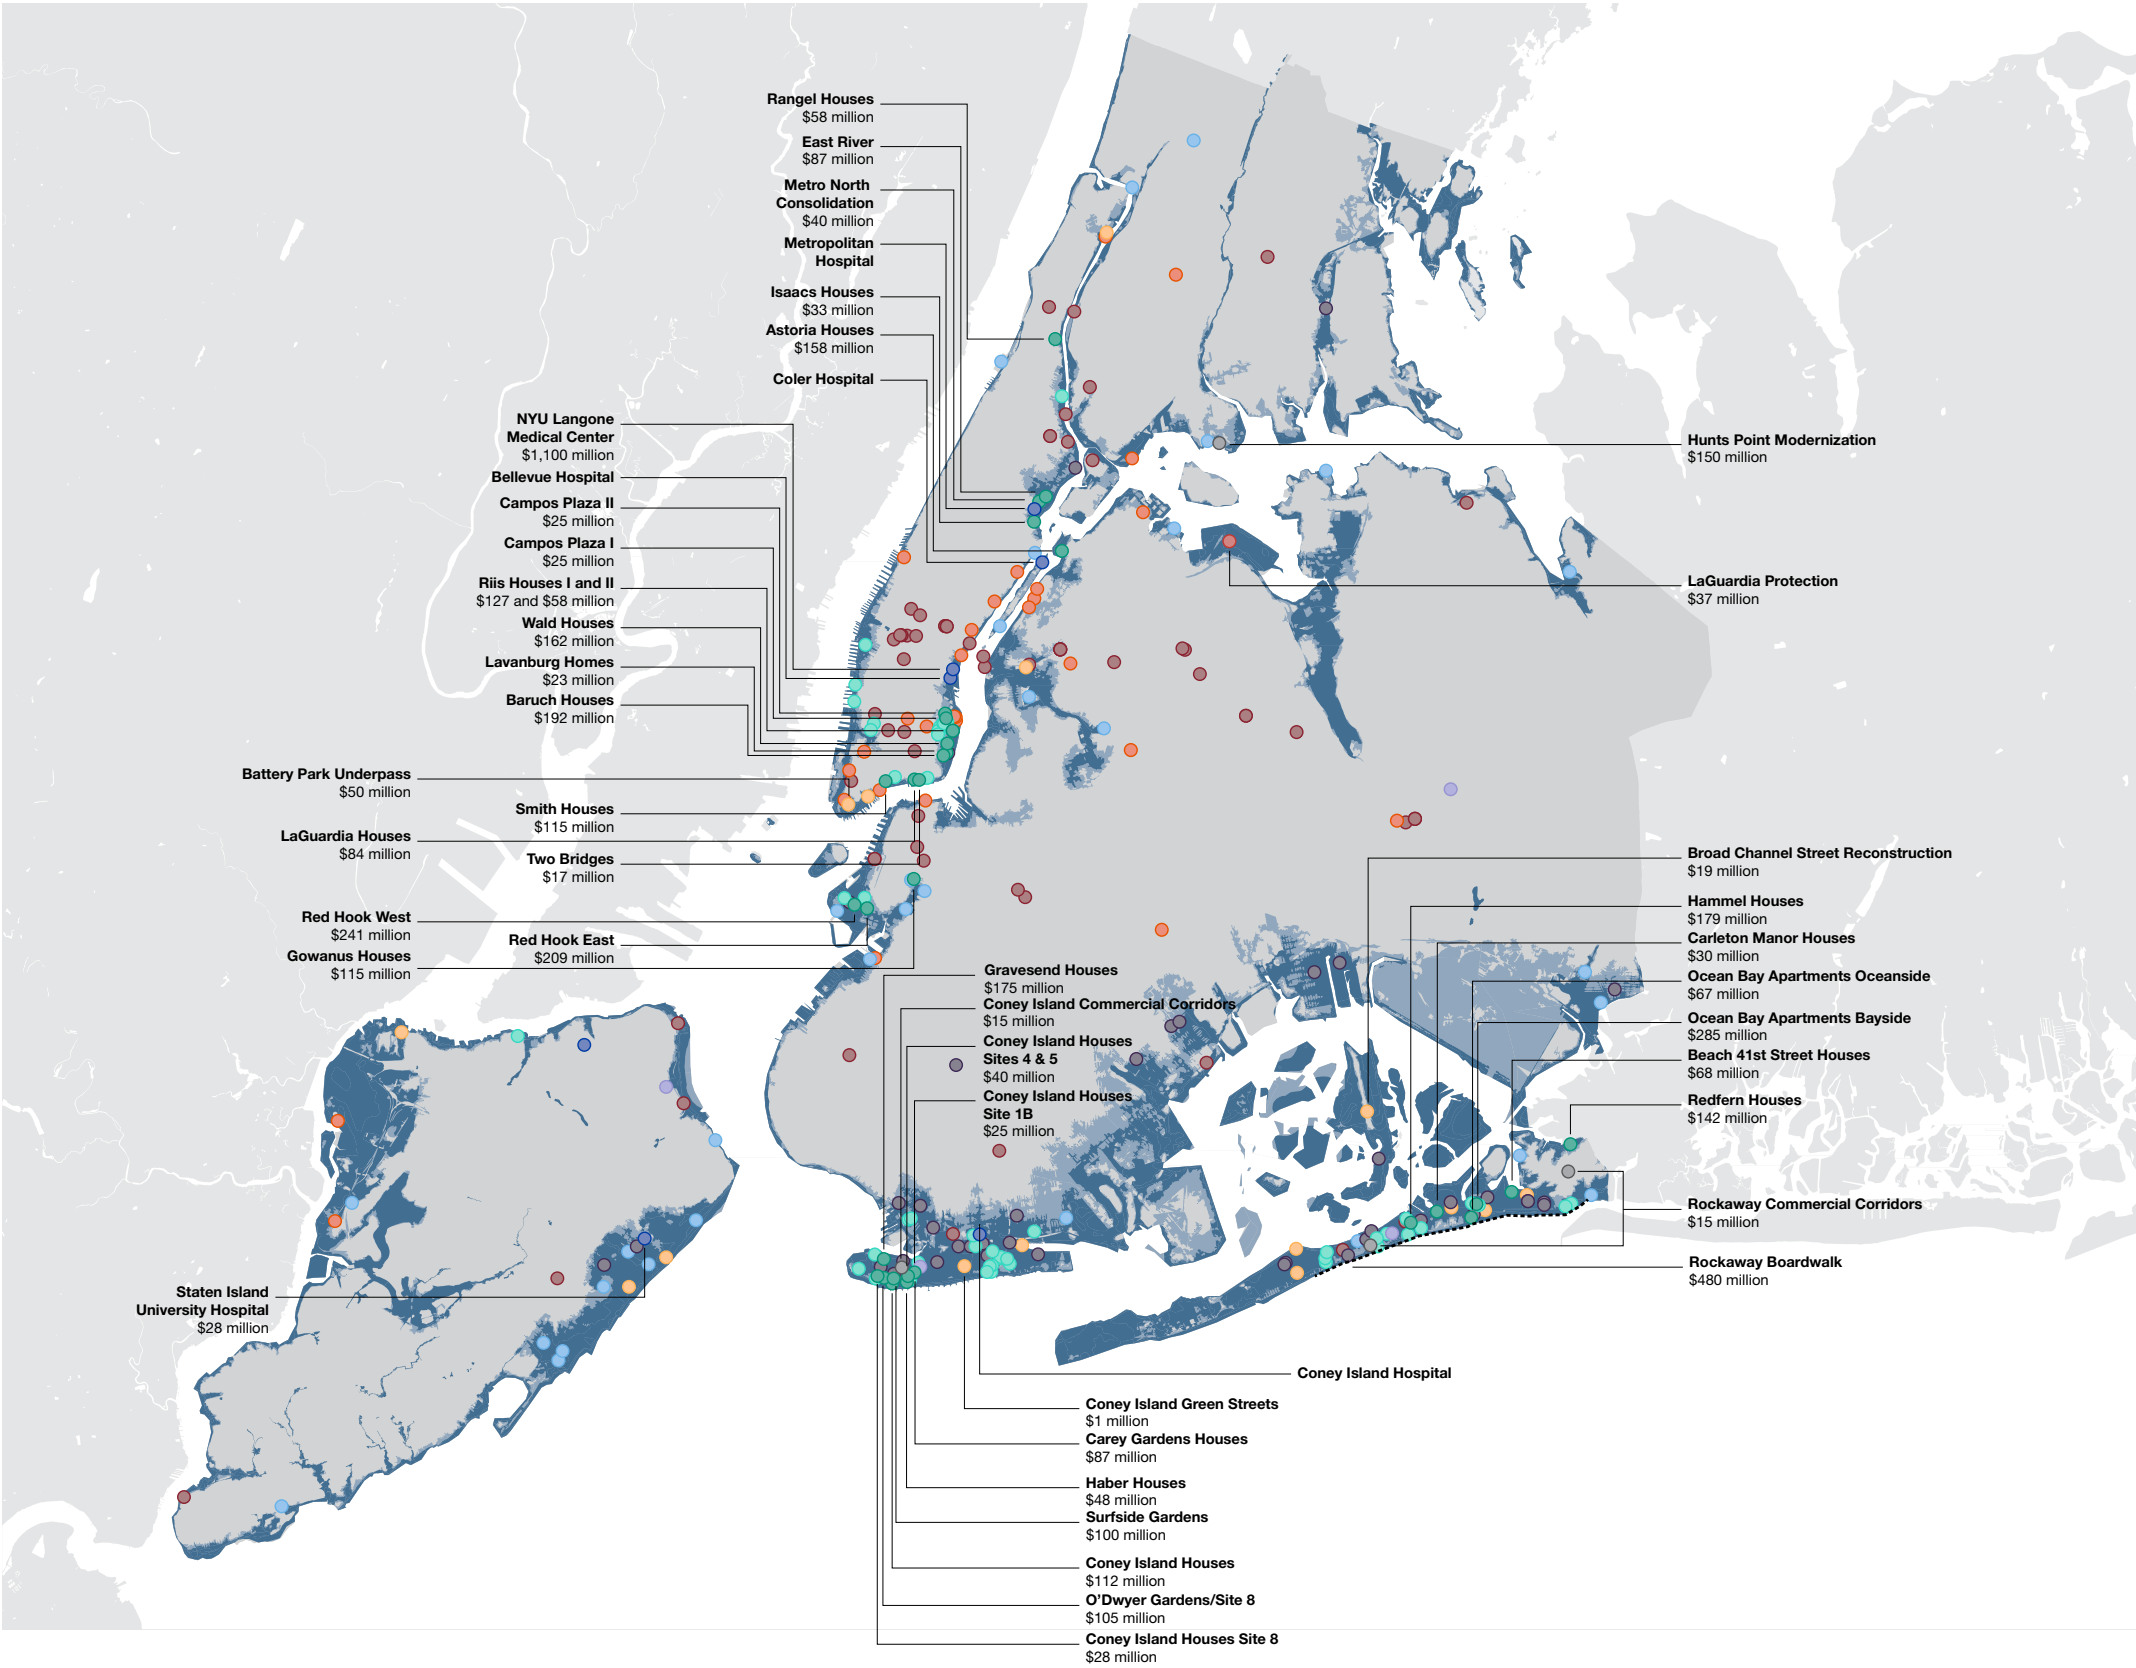 Rangel Houses
$58 million
East River
$87 million
Metro North
Consolidation
$40 million
Metropolitan
Hospital
Isaacs Houses
$33 million
Astoria Houses
$158 million
Coler Hospital
NYU Langone
Medical Center
$1,100 million
Bellevue Hospital
Campos Plaza II
$25 million
Campos Plaza I
$25 million
Riis Houses I and II
$127 and $58 million
Wald Houses
$162 million
Lavanburg Homes
$23 million
Baruch Houses
$192 million
Battery Park Underpass
$50 million
Smith Houses
$115 million
LaGuardia Houses
$84 million
Two Bridges
$17 million
Red Hook West
$241 million
Red Hook East
$209 million
Gowanus Houses
$115 million
Gravesend Houses
$175 million
Coney Island Commercial Corridors
$15 million
Coney Island Houses
Sites 4 & 5
$40 million
Coney Island Houses
Site 1B
$25 million
Hunts Point Modernization
$150 million
LaGuardia Protection
$37 million
Broad Channel Street Reconstruction
$19 million
Hammel Houses
$179 million
Carleton Manor Houses
$30 million
Ocean Bay Apartments Oceanside
$67 million
Ocean Bay Apartments Bayside
$285 million
Beach 41st Street Houses
$68 million
Redfern Houses
$142 million
Rockaway Commercial Corridors
$15 million
Rockaway Boardwalk
$480 million
Staten Island
University Hospital
$28 million
Coney Island Hospital
Coney Island Green Streets
$1 million
Carey Gardens Houses
$87 million
Haber Houses
$48 million
Surfside Gardens
$100 million
Coney Island Houses
$112 million
O’Dwyer Gardens/Site 8
$105 million
Coney Island Houses Site 8
$28 million